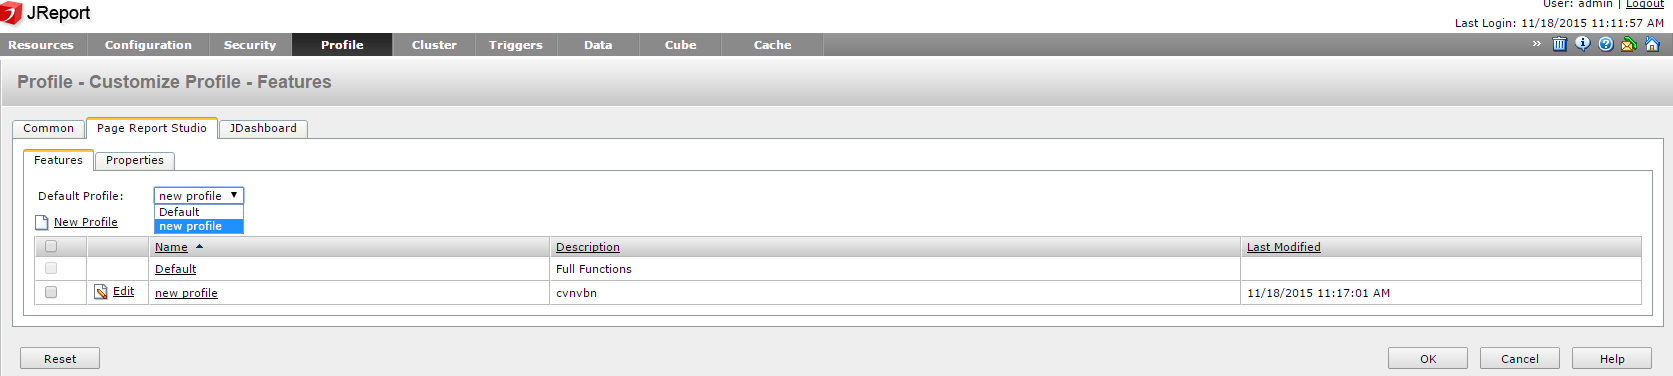 JReport
User: admin | Logout
Last Login: 11/18/2015 11:11:57 AM
Resources Configuration Security Profile Cluster Triggers Data Cube Cache »
Profile - Customize Profile - Features
Common Page Report Studio JDashboard
Features Properties
Default Profile: new profile
Default
New Profile new profile
Name Description Last Modified
Default Full Functions
Edit new profile cvnvbn 11/18/2015 11:17:01 AM
Reset OK Cancel Help